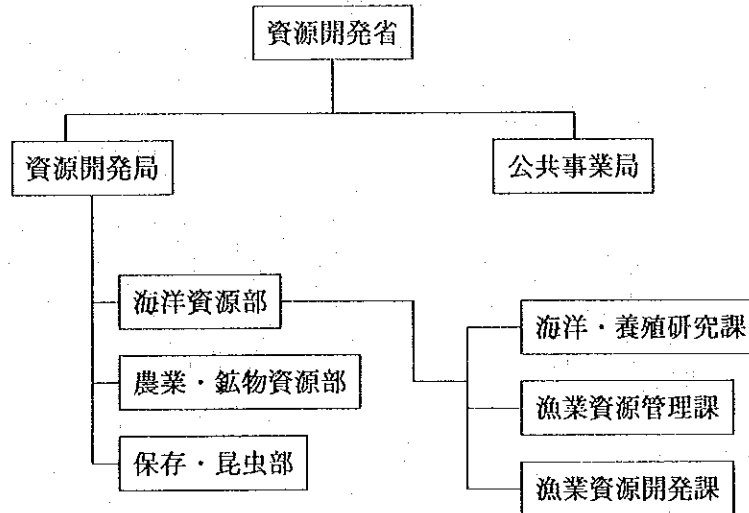 資源開発省
資源開発局
公共事業局
海洋資源部
農業・鉱物資源部
保存・昆虫部
海洋・養殖研究課
漁業資源管理課
漁業資源開発課